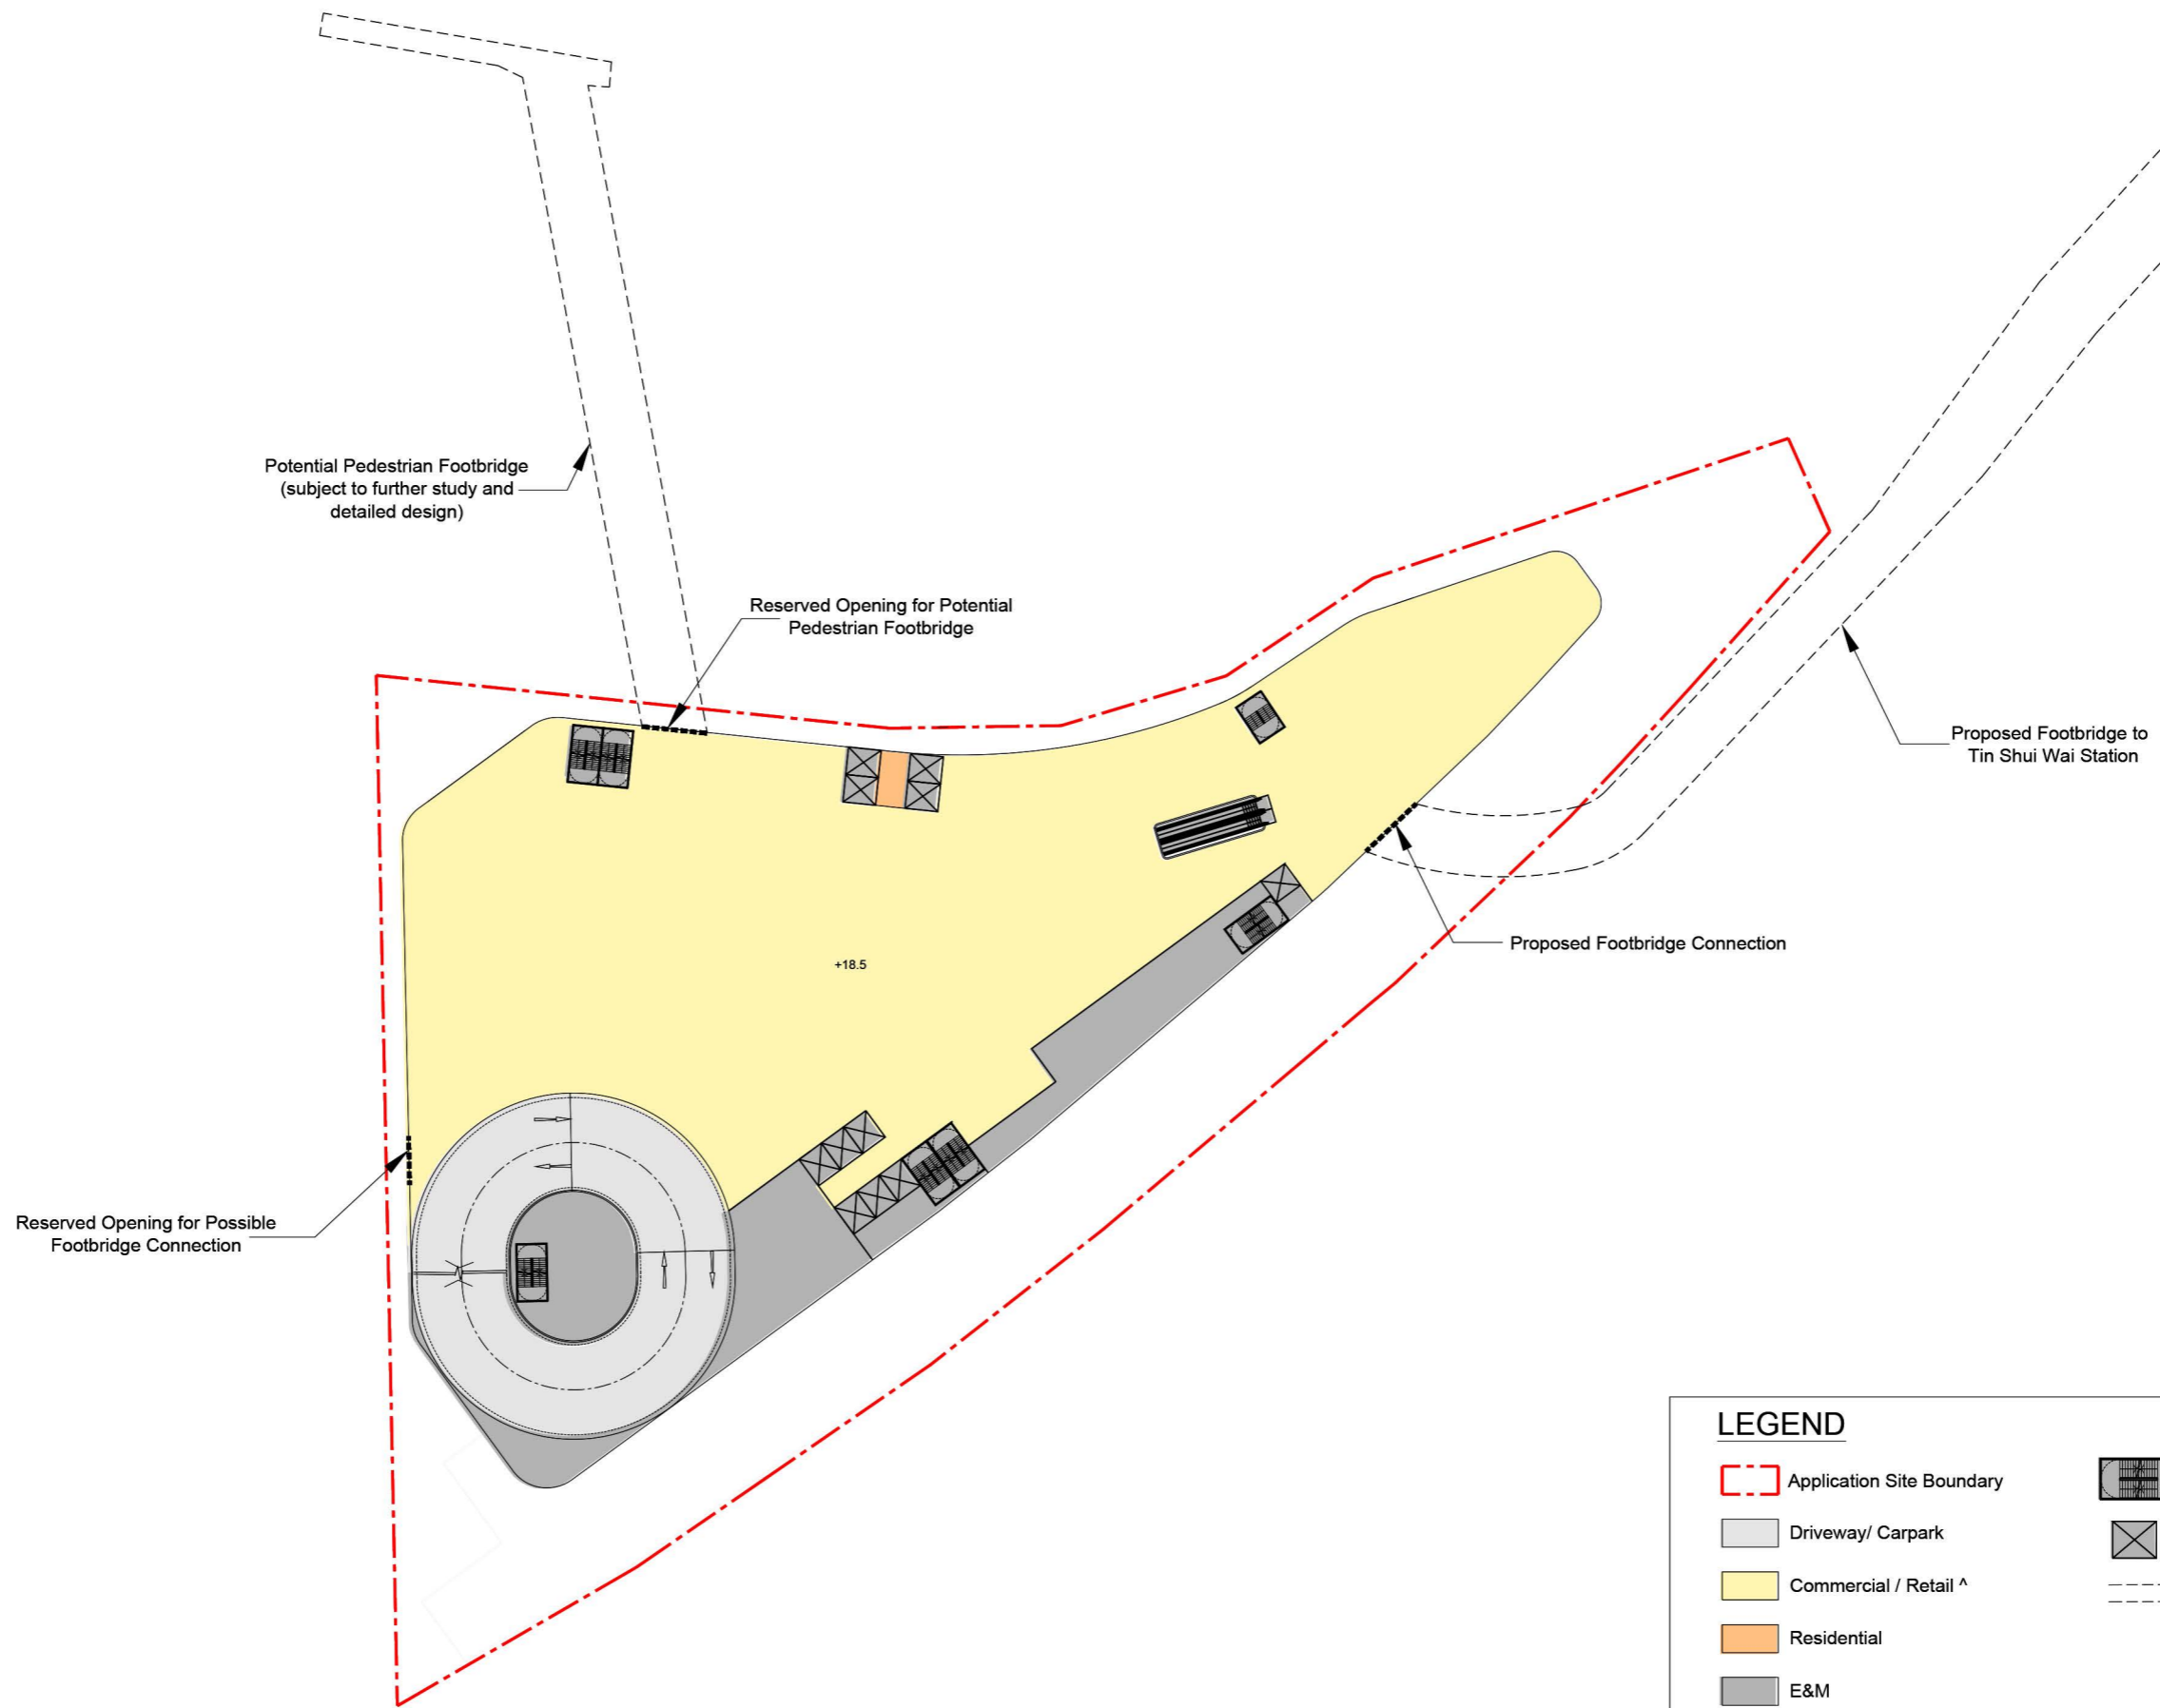 Potential Pedestrian Footbridge
(subject to further study and
detailed design)
Reserved Opening for Potential
Pedestrian Footbridge
Proposed Footbridge to
Tin Shui Wai Station
Proposed Footbridge Connection
+18.5
Reserved Opening for Possible
Footbridge Connection
LEGEND
Application Site Boundary
Driveway/ Carpark
Commercial / Retail ^
Residential
E&M